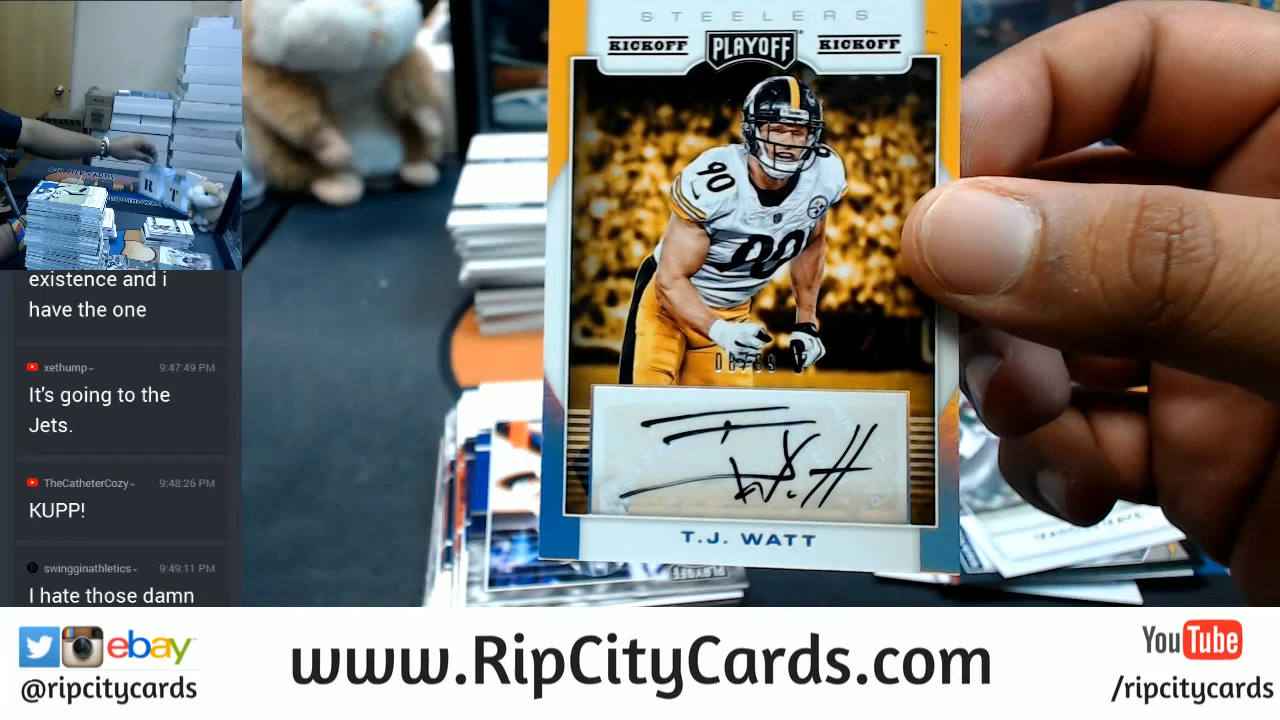 existence and i
have the one
xethump
9:47:49 PM
It's going to the
Jets.
TheCatheterCozy
9:48:26 PM
KUPP!
swingginathletics
9:49:11 PM
I hate those damn
STEELERS
KICKOFF PLAYOFF KICKOFF
90
90
T.J. WATT
R T
ebay
@ripcitycards
www.RipCityCards.com
YouTube
/ripcitycards